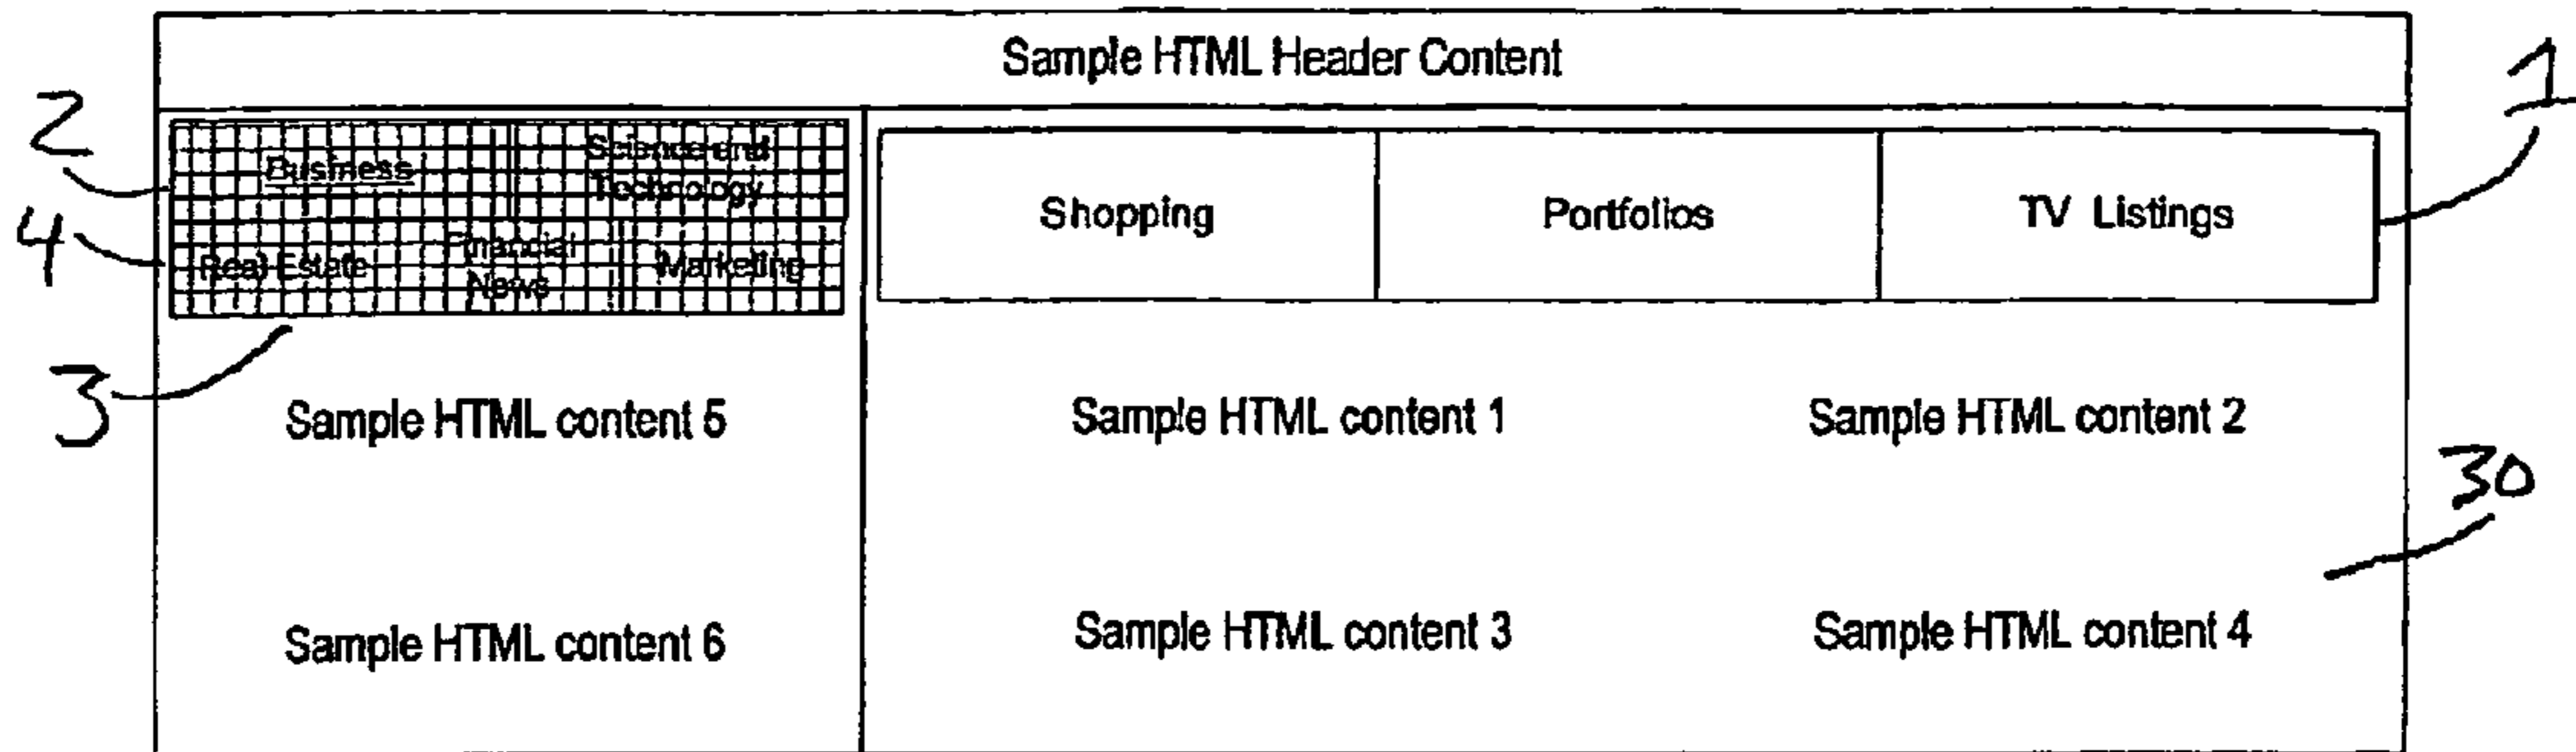 Sample HTML Header Content
1
2
Business
Science and
Technology
Shopping
Portfolios
TV Listings
4
Real Estate
Financial
News
Marketing
3
Sample HTML content 5
Sample HTML content 1
Sample HTML content 2
30
Sample HTML content 6
Sample HTML content 3
Sample HTML content 4